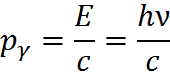 p_γ = E/c = hν/c